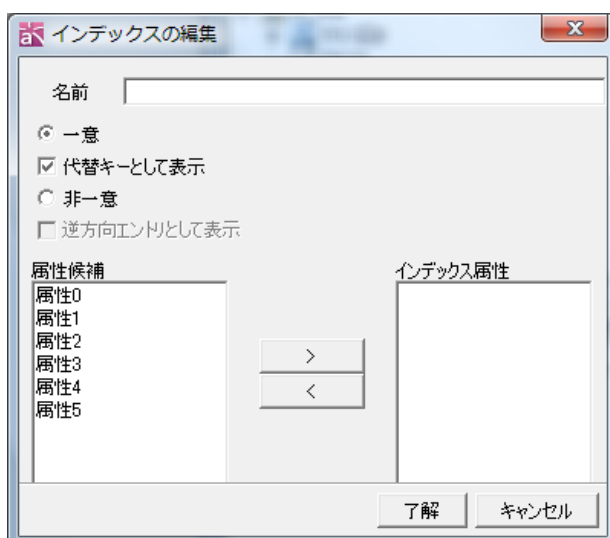 インデックスの編集
名前
一意
代替キーとして表示
非一意
逆方向エントリとして表示
属性候補
インデックス属性
属性0
属性1
属性2
属性3
属性4
属性5
>
<
了解
キャンセル